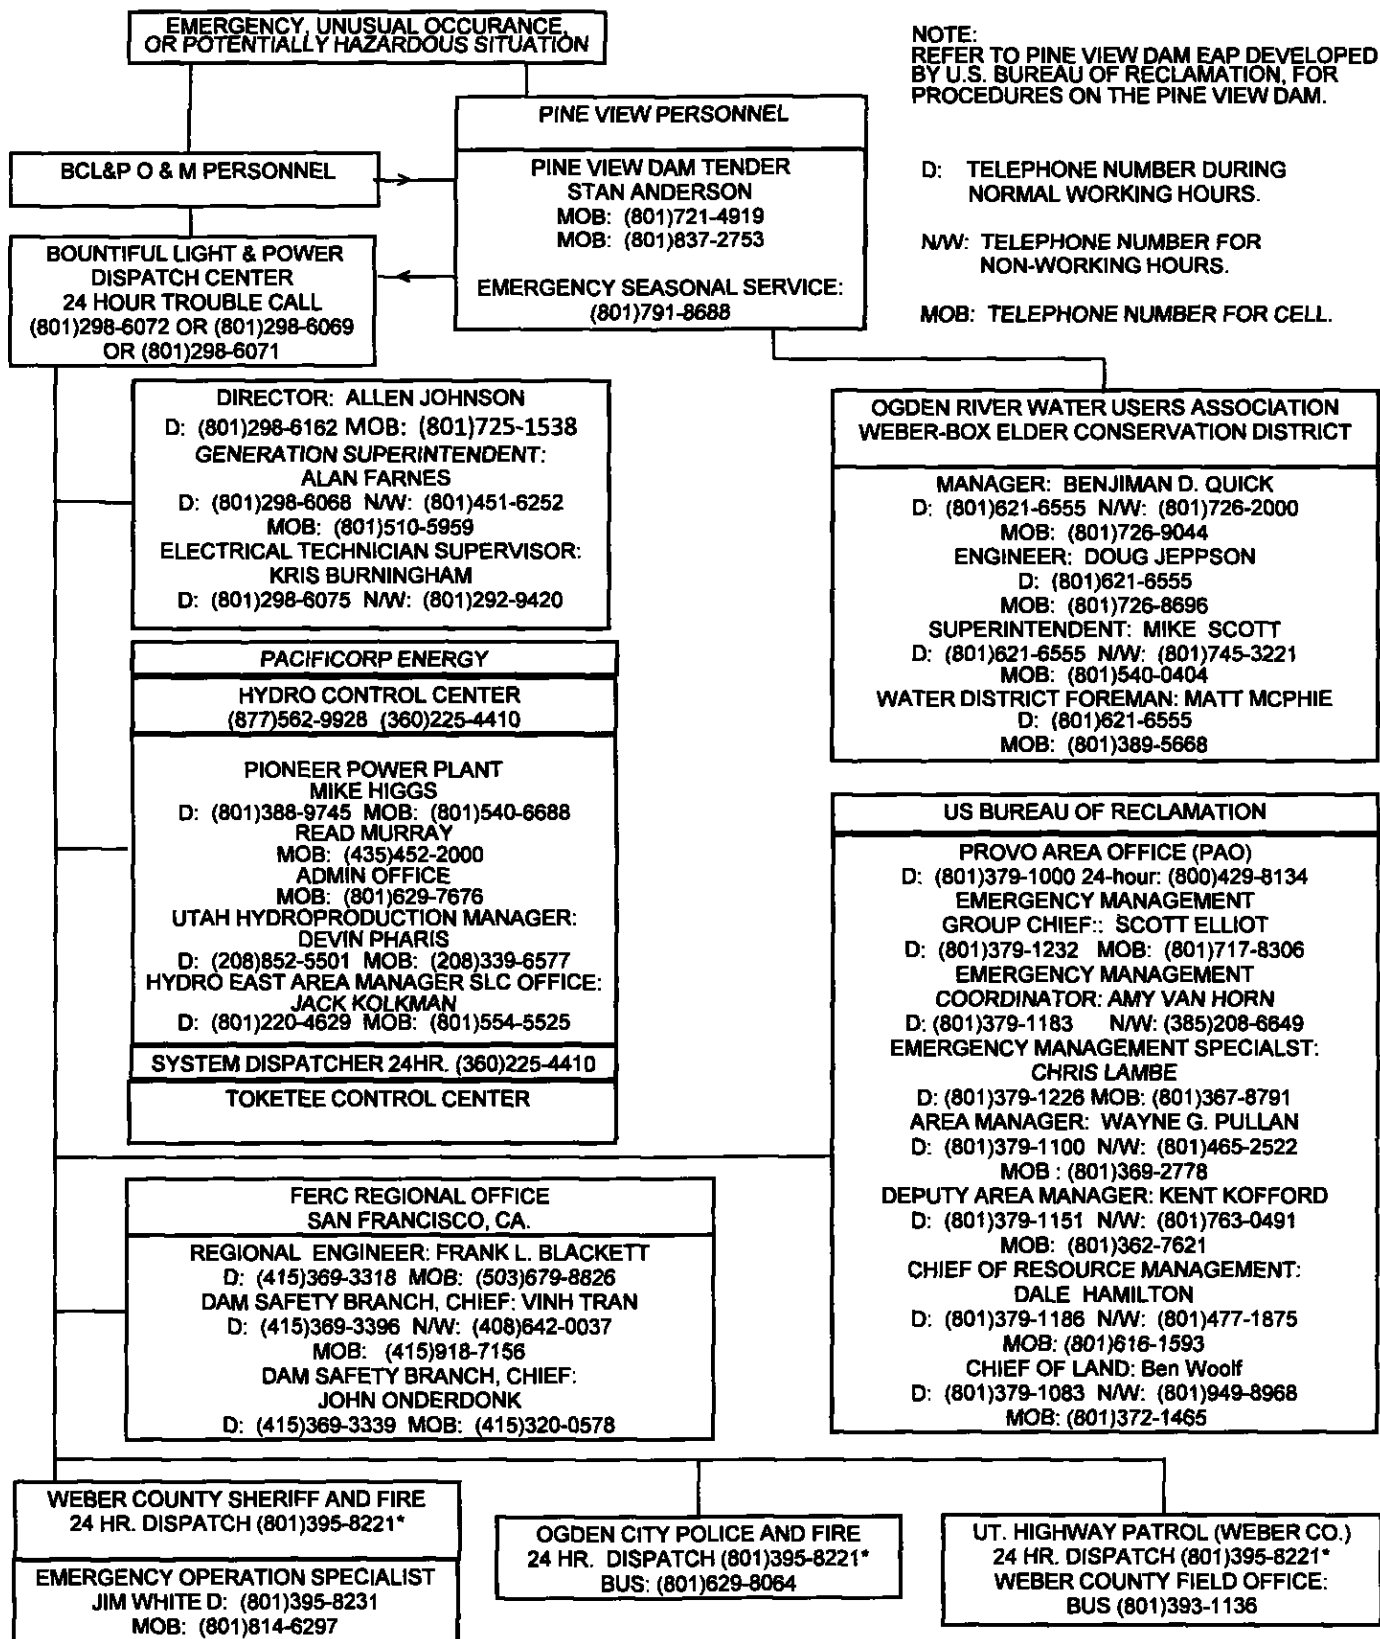 EMERGENCY, UNUSUAL OCCURANCE,
OR POTENTIALLY HAZARDOUS SITUATION
NOTE:
REFER TO PINE VIEW DAM EAP DEVELOPED
BY U.S. BUREAU OF RECLAMATION, FOR
PROCEDURES ON THE PINE VIEW DAM.
D: TELEPHONE NUMBER DURING
NORMAL WORKING HOURS.
N/W: TELEPHONE NUMBER FOR
NON-WORKING HOURS.
MOB: TELEPHONE NUMBER FOR CELL.
PINE VIEW PERSONNEL
PINE VIEW DAM TENDER
STAN ANDERSON
MOB: (801)721-4919
MOB: (801)837-2753
EMERGENCY SEASONAL SERVICE:
(801)791-8688
BCL&P O & M PERSONNEL
BOUNTIFUL LIGHT & POWER
DISPATCH CENTER
24 HOUR TROUBLE CALL
(801)298-6072 OR (801)298-6069
OR (801)298-6071
DIRECTOR: ALLEN JOHNSON
D: (801)298-6162 MOB: (801)725-1538
GENERATION SUPERINTENDENT:
ALAN FARNES
D: (801)298-6068 N/W: (801)451-6252
MOB: (801)510-5959
ELECTRICAL TECHNICIAN SUPERVISOR:
KRIS BURNINGHAM
D: (801)298-6075 N/W: (801)292-9420
OGDEN RIVER WATER USERS ASSOCIATION
WEBER-BOX ELDER CONSERVATION DISTRICT
MANAGER: BENJIMAN D. QUICK
D: (801)621-6555 N/W: (801)726-2000
MOB: (801)726-9044
ENGINEER: DOUG JEPPSON
D: (801)621-6555
MOB: (801)726-8696
SUPERINTENDENT: MIKE SCOTT
D: (801)621-6555 N/W: (801)745-3221
MOB: (801)540-0404
WATER DISTRICT FOREMAN: MATT MCPHIE
D: (801)621-6555
MOB: (801)389-5668
PACIFICORP ENERGY
HYDRO CONTROL CENTER
(877)562-9928 (360)225-4410
PIONEER POWER PLANT
MIKE HIGGS
D: (801)388-9745 MOB: (801)540-6688
READ MURRAY
MOB: (435)452-2000
ADMIN OFFICE
MOB: (801)629-7676
UTAH HYDROPRODUCTION MANAGER:
DEVIN PHARIS
D: (208)852-5501 MOB: (208)339-6577
HYDRO EAST AREA MANAGER SLC OFFICE:
JACK KOLKMAN
D: (801)220-4629 MOB: (801)554-5525
SYSTEM DISPATCHER 24HR. (360)225-4410
TOKETEE CONTROL CENTER
US BUREAU OF RECLAMATION
PROVO AREA OFFICE (PAO)
D: (801)379-1000 24-hour: (800)429-8134
EMERGENCY MANAGEMENT
GROUP CHIEF:: SCOTT ELLIOT
D: (801)379-1232 MOB: (801)717-8306
EMERGENCY MANAGEMENT
COORDINATOR: AMY VAN HORN
D: (801)379-1183 N/W: (385)208-6649
EMERGENCY MANAGEMENT SPECIALST:
CHRIS LAMBE
D: (801)379-1226 MOB: (801)367-8791
AREA MANAGER: WAYNE G. PULLAN
D: (801)379-1100 N/W: (801)465-2522
MOB : (801)369-2778
DEPUTY AREA MANAGER: KENT KOFFORD
D: (801)379-1151 N/W: (801)763-0491
MOB: (801)362-7621
CHIEF OF RESOURCE MANAGEMENT:
DALE HAMILTON
D: (801)379-1186 N/W: (801)477-1875
MOB: (801)616-1593
CHIEF OF LAND: Ben Woolf
D: (801)379-1083 N/W: (801)949-8968
MOB: (801)372-1465
FERC REGIONAL OFFICE
SAN FRANCISCO, CA.
REGIONAL ENGINEER: FRANK L. BLACKETT
D: (415)369-3318 MOB: (503)679-8826
DAM SAFETY BRANCH, CHIEF: VINH TRAN
D: (415)369-3396 N/W: (408)642-0037
MOB: (415)918-7156
DAM SAFETY BRANCH, CHIEF:
JOHN ONDERDONK
D: (415)369-3339 MOB: (415)320-0578
WEBER COUNTY SHERIFF AND FIRE
24 HR. DISPATCH (801)395-8221*
EMERGENCY OPERATION SPECIALIST
JIM WHITE D: (801)395-8231
MOB: (801)814-6297
OGDEN CITY POLICE AND FIRE
24 HR. DISPATCH (801)395-8221*
BUS: (801)629-8064
UT. HIGHWAY PATROL (WEBER CO.)
24 HR. DISPATCH (801)395-8221*
WEBER COUNTY FIELD OFFICE:
BUS (801)393-1136